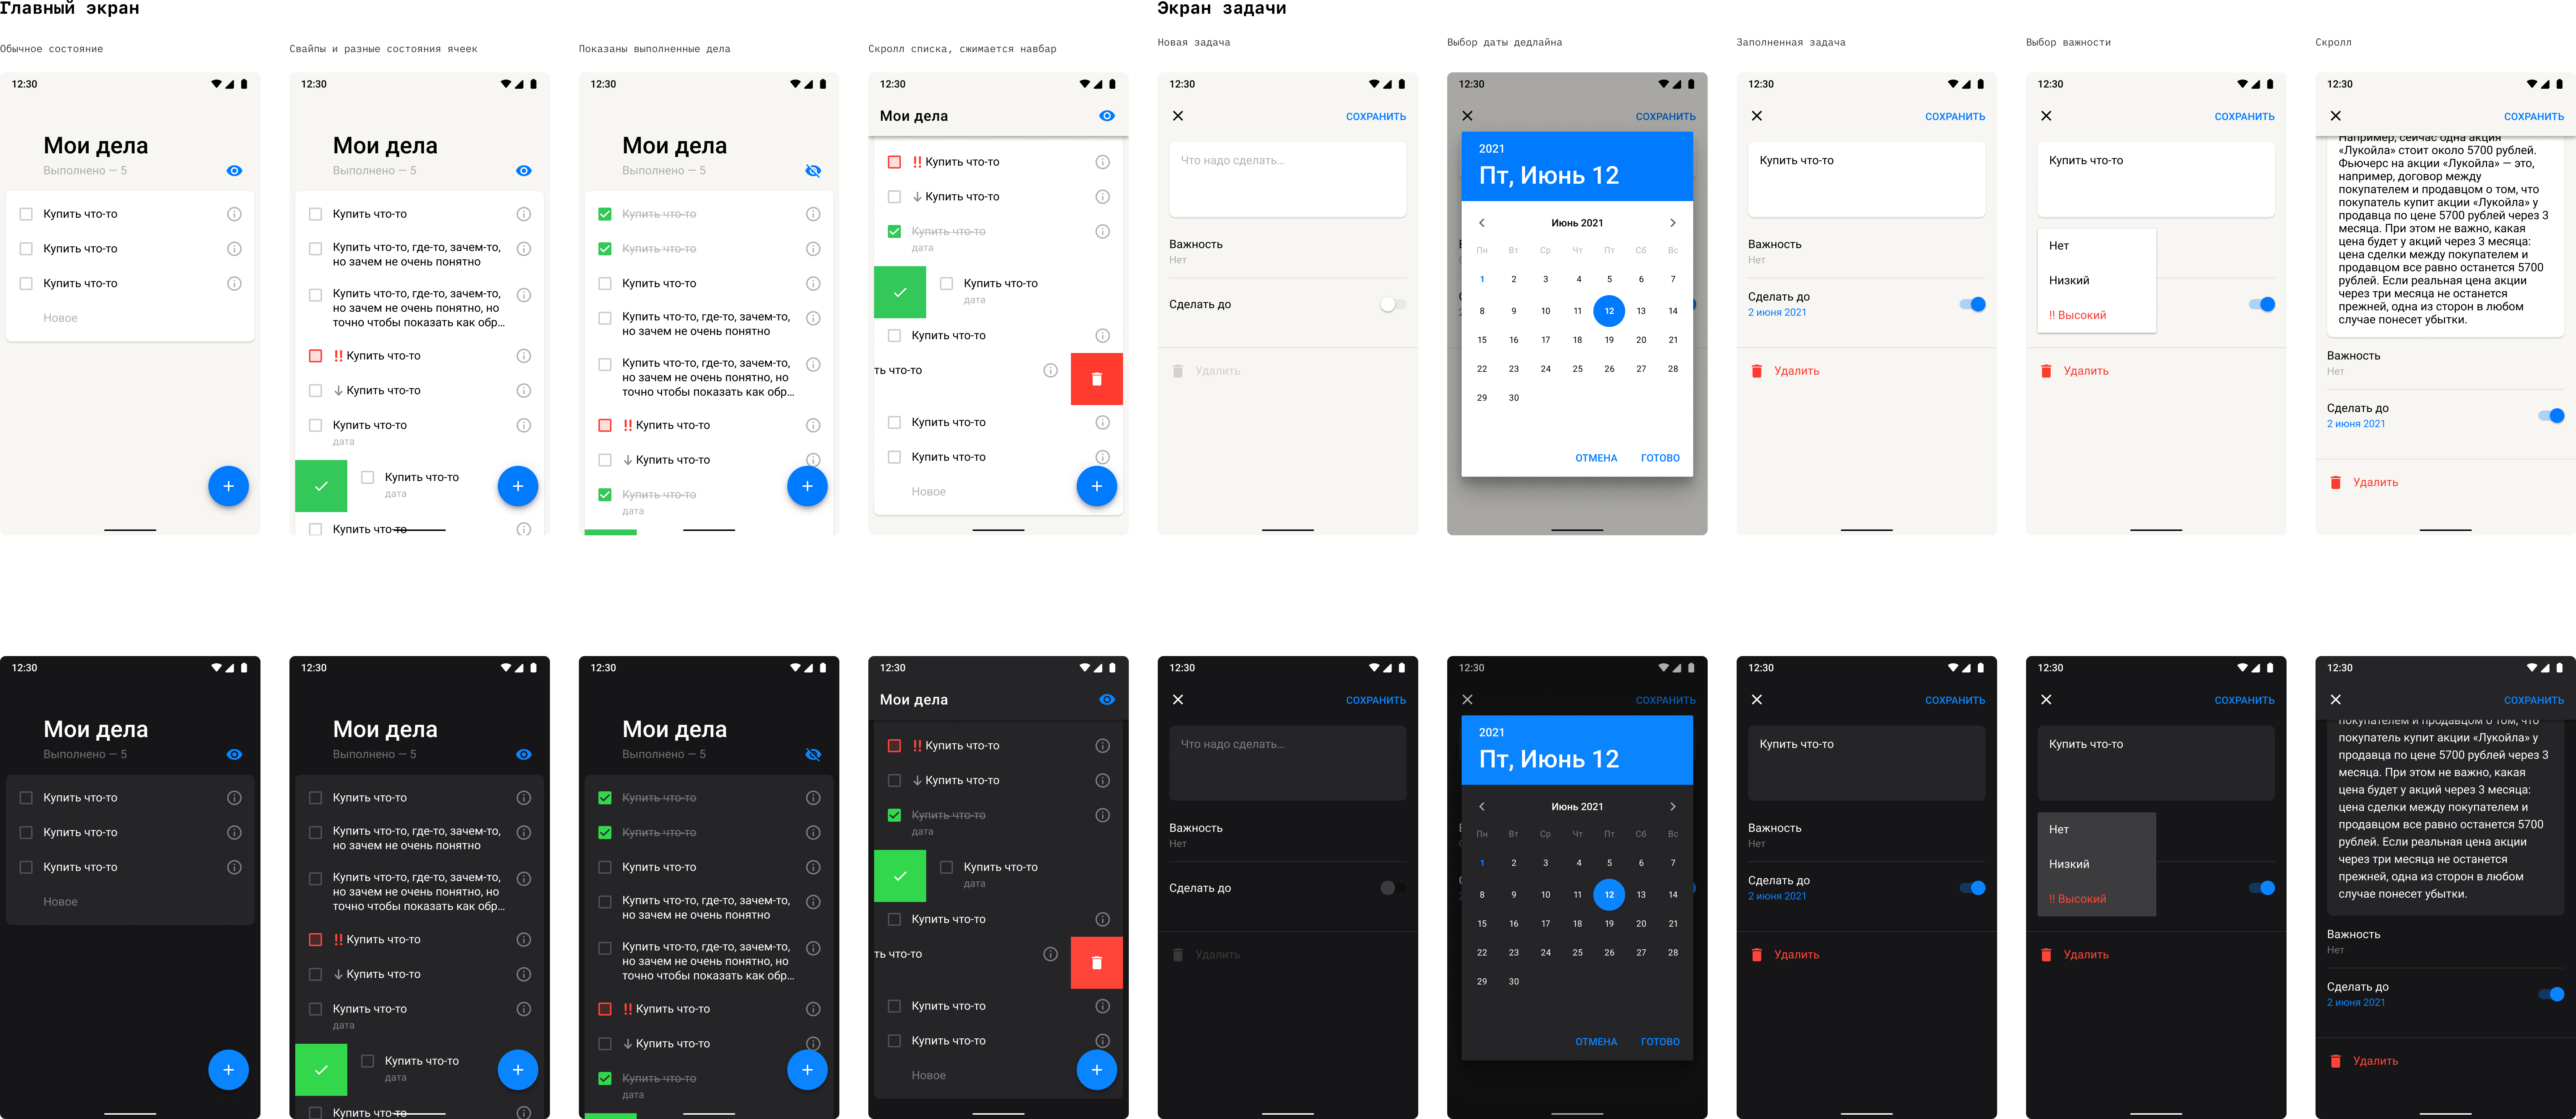 Главный экран
Экран задачи
Обычное состояние
Свайпы и разные состояния ячеек
Показаны выполненные дела
Скролл списка, сжимается навбар
Новая задача
Выбор даты дедлайна
Заполненная задача
Выбор важности
Скролл
12:30
Мои дела
Выполнено — 5
Купить что-то
Купить что-то
Купить что-то
Новое
12:30
Мои дела
Выполнено — 5
Купить что-то
Купить что-то, где-то, зачем-то,
но зачем не очень понятно
Купить что-то, где-то, зачем-то,
но зачем не очень понятно, но
точно чтобы показать как обр…
!! Купить что-то
Купить что-то
Купить что-то
дата
Купить что-то
дата
Купить что-то
12:30
Мои дела
Выполнено — 5
Купить что-то
Купить что-то
Купить что-то
Купить что-то, где-то, зачем-то,
но зачем не очень понятно
Купить что-то, где-то, зачем-то,
но зачем не очень понятно, но
точно чтобы показать как обр…
!! Купить что-то
Купить что-то
Купить что-то
дата
12:30
Мои дела
!! Купить что-то
Купить что-то
Купить что-то
дата
Купить что-то
дата
Купить что-то
ть что-то
Купить что-то
Купить что-то
Новое
12:30
СОХРАНИТЬ
Что надо сделать…
Важность
Нет
Сделать до
Удалить
12:30
СОХРАНИТЬ
2021
Пт, Июнь 12
Июнь 2021
Пн Вт Ср Чт Пт Сб Вс
1 2 3 4 5 6 7
8 9 10 11 12 13 14
15 16 17 18 19 20 21
22 23 24 25 26 27 28
29 30
ОТМЕНА ГОТОВО
12:30
СОХРАНИТЬ
Купить что-то
Важность
Нет
Сделать до
2 июня 2021
Удалить
12:30
СОХРАНИТЬ
Купить что-то
Нет
Низкий
!! Высокий
Удалить
12:30
СОХРАНИТЬ
Например, сейчас одна акция
«Лукойла» стоит около 5700 рублей.
Фьючерс на акции «Лукойла» — это,
например, договор между
покупателем и продавцом о том, что
покупатель купит акции «Лукойла» у
продавца по цене 5700 рублей через 3
месяца. При этом не важно, какая
цена будет у акций через 3 месяца:
цена сделки между покупателем и
продавцом все равно останется 5700
рублей. Если реальная цена акции
через три месяца не останется
прежней, одна из сторон в любом
случае понесет убытки.
Важность
Нет
Сделать до
2 июня 2021
Удалить
12:30
Мои дела
Выполнено — 5
Купить что-то
Купить что-то
Купить что-то
Новое
12:30
Мои дела
Выполнено — 5
Купить что-то
Купить что-то, где-то, зачем-то,
но зачем не очень понятно
Купить что-то, где-то, зачем-то,
но зачем не очень понятно, но
точно чтобы показать как обр…
!! Купить что-то
Купить что-то
Купить что-то
дата
Купить что-то
дата
Купить что-то
12:30
Мои дела
Выполнено — 5
Купить что-то
Купить что-то
Купить что-то
Купить что-то, где-то, зачем-то,
но зачем не очень понятно
Купить что-то, где-то, зачем-то,
но зачем не очень понятно, но
точно чтобы показать как обр…
!! Купить что-то
Купить что-то
Купить что-то
дата
12:30
Мои дела
!! Купить что-то
Купить что-то
Купить что-то
дата
Купить что-то
дата
Купить что-то
ть что-то
Купить что-то
Купить что-то
Новое
12:30
СОХРАНИТЬ
Что надо сделать…
Важность
Нет
Сделать до
Удалить
12:30
СОХРАНИТЬ
2021
Пт, Июнь 12
Июнь 2021
Пн Вт Ср Чт Пт Сб Вс
1 2 3 4 5 6 7
8 9 10 11 12 13 14
15 16 17 18 19 20 21
22 23 24 25 26 27 28
29 30
ОТМЕНА ГОТОВО
12:30
СОХРАНИТЬ
Купить что-то
Важность
Нет
Сделать до
2 июня 2021
Удалить
12:30
СОХРАНИТЬ
Купить что-то
Нет
Низкий
!! Высокий
Удалить
12:30
СОХРАНИТЬ
покупателем и продавцом о том, что
покупатель купит акции «Лукойла» у
продавца по цене 5700 рублей через 3
месяца. При этом не важно, какая
цена будет у акций через 3 месяца:
цена сделки между покупателем и
продавцом все равно останется 5700
рублей. Если реальная цена акции
через три месяца не останется
прежней, одна из сторон в любом
случае понесет убытки.
Важность
Нет
Сделать до
2 июня 2021
Удалить